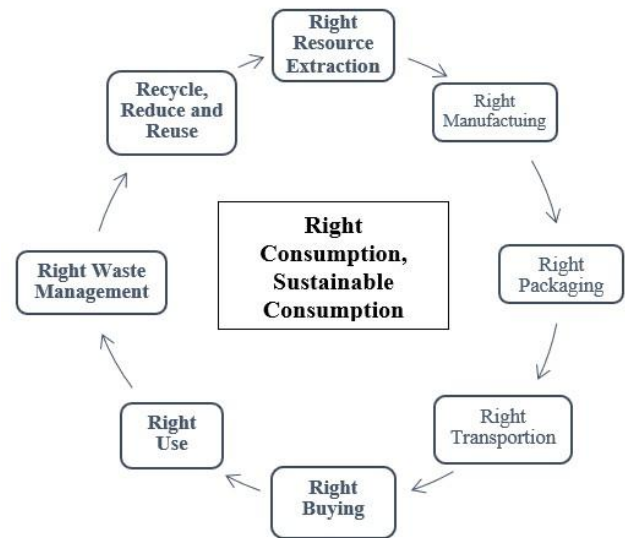 Right
Resource
Extraction
Right
Manufactuing
Right
Packaging
Right
Transportion
Right
Buying
Right
Use
Right Waste
Management
Recycle,
Reduce and
Reuse
Right
Consumption,
Sustainable
Consumption